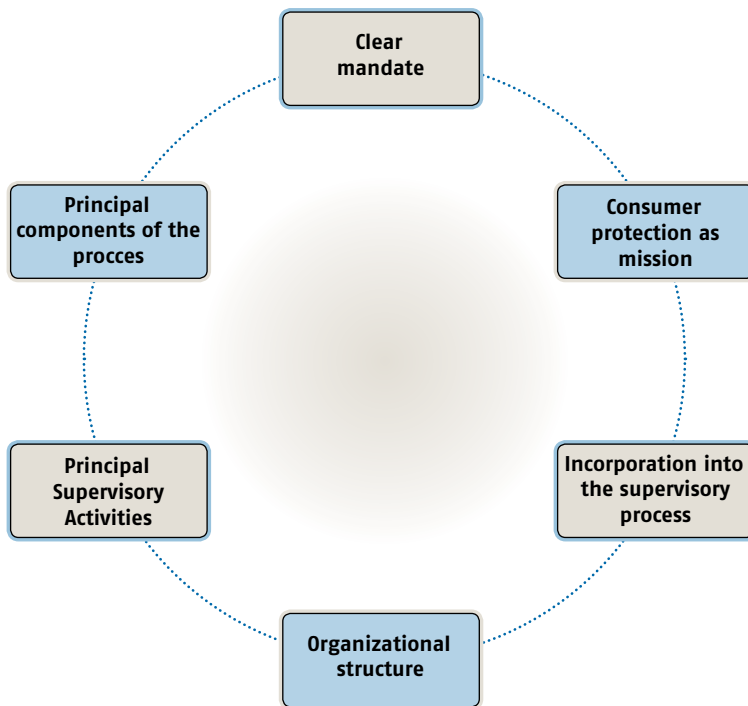 Clear
mandate
Principal
components of the
procces
Consumer
protection as
mission
Principal
Supervisory
Activities
Incorporation into
the supervisory
process
Organizational
structure